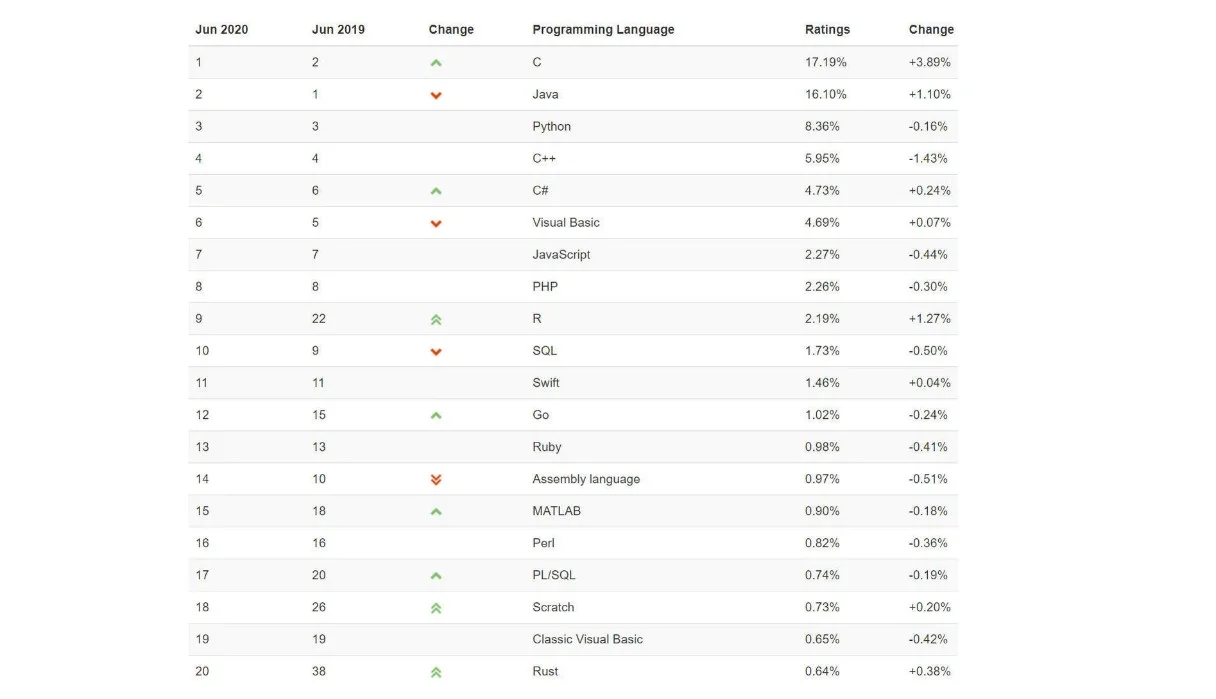 Jun 2020 Jun 2019 Change Programming Language Ratings Change
1 2 C 17.19% +3.89%
2 1 Java 16.10% +1.10%
3 3 Python 8.36% -0.16%
4 4 C++ 5.95% -1.43%
5 6 C# 4.73% +0.24%
6 5 Visual Basic 4.69% +0.07%
7 7 JavaScript 2.27% -0.44%
8 8 PHP 2.26% -0.30%
9 22 R 2.19% +1.27%
10 9 SQL 1.73% -0.50%
11 11 Swift 1.46% +0.04%
12 15 Go 1.02% -0.24%
13 13 Ruby 0.98% -0.41%
14 10 Assembly language 0.97% -0.51%
15 18 MATLAB 0.90% -0.18%
16 16 Perl 0.82% -0.36%
17 20 PL/SQL 0.74% -0.19%
18 26 Scratch 0.73% +0.20%
19 19 Classic Visual Basic 0.65% -0.42%
20 38 Rust 0.64% +0.38%